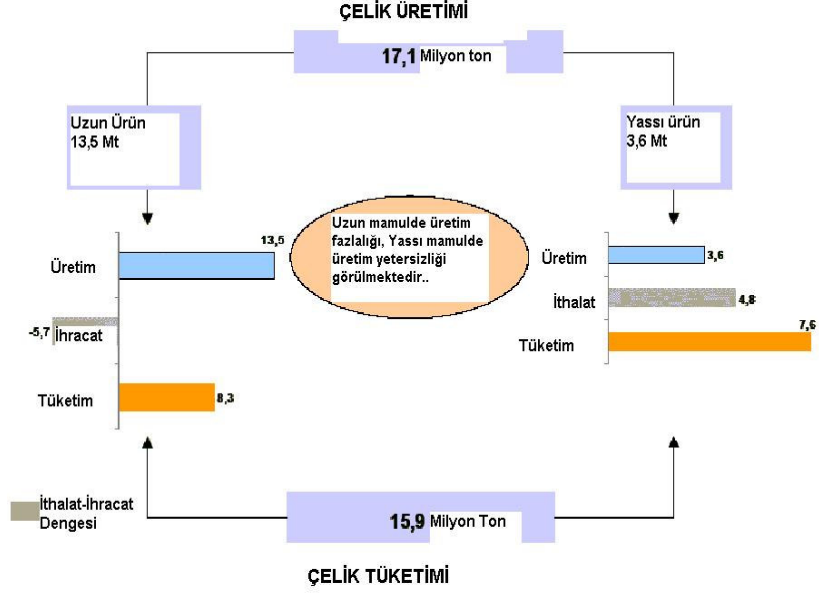 ÇELİK ÜRETİMİ
17,1 Milyon ton
Uzun Ürün
13,5 Mt
Yassı ürün
3,6 Mt
Uzun mamulde üretim
fazlalığı, Yassı mamulde
üretim yetersizliği
görülmektedir..
Üretim
13,5
-5,7
İhracat
Tüketim
8,3
Üretim
3,6
İthalat
4,8
Tüketim
7,6
İthalat-İhracat
Dengesi
15,9 Milyon Ton
ÇELİK TÜKETİMİ